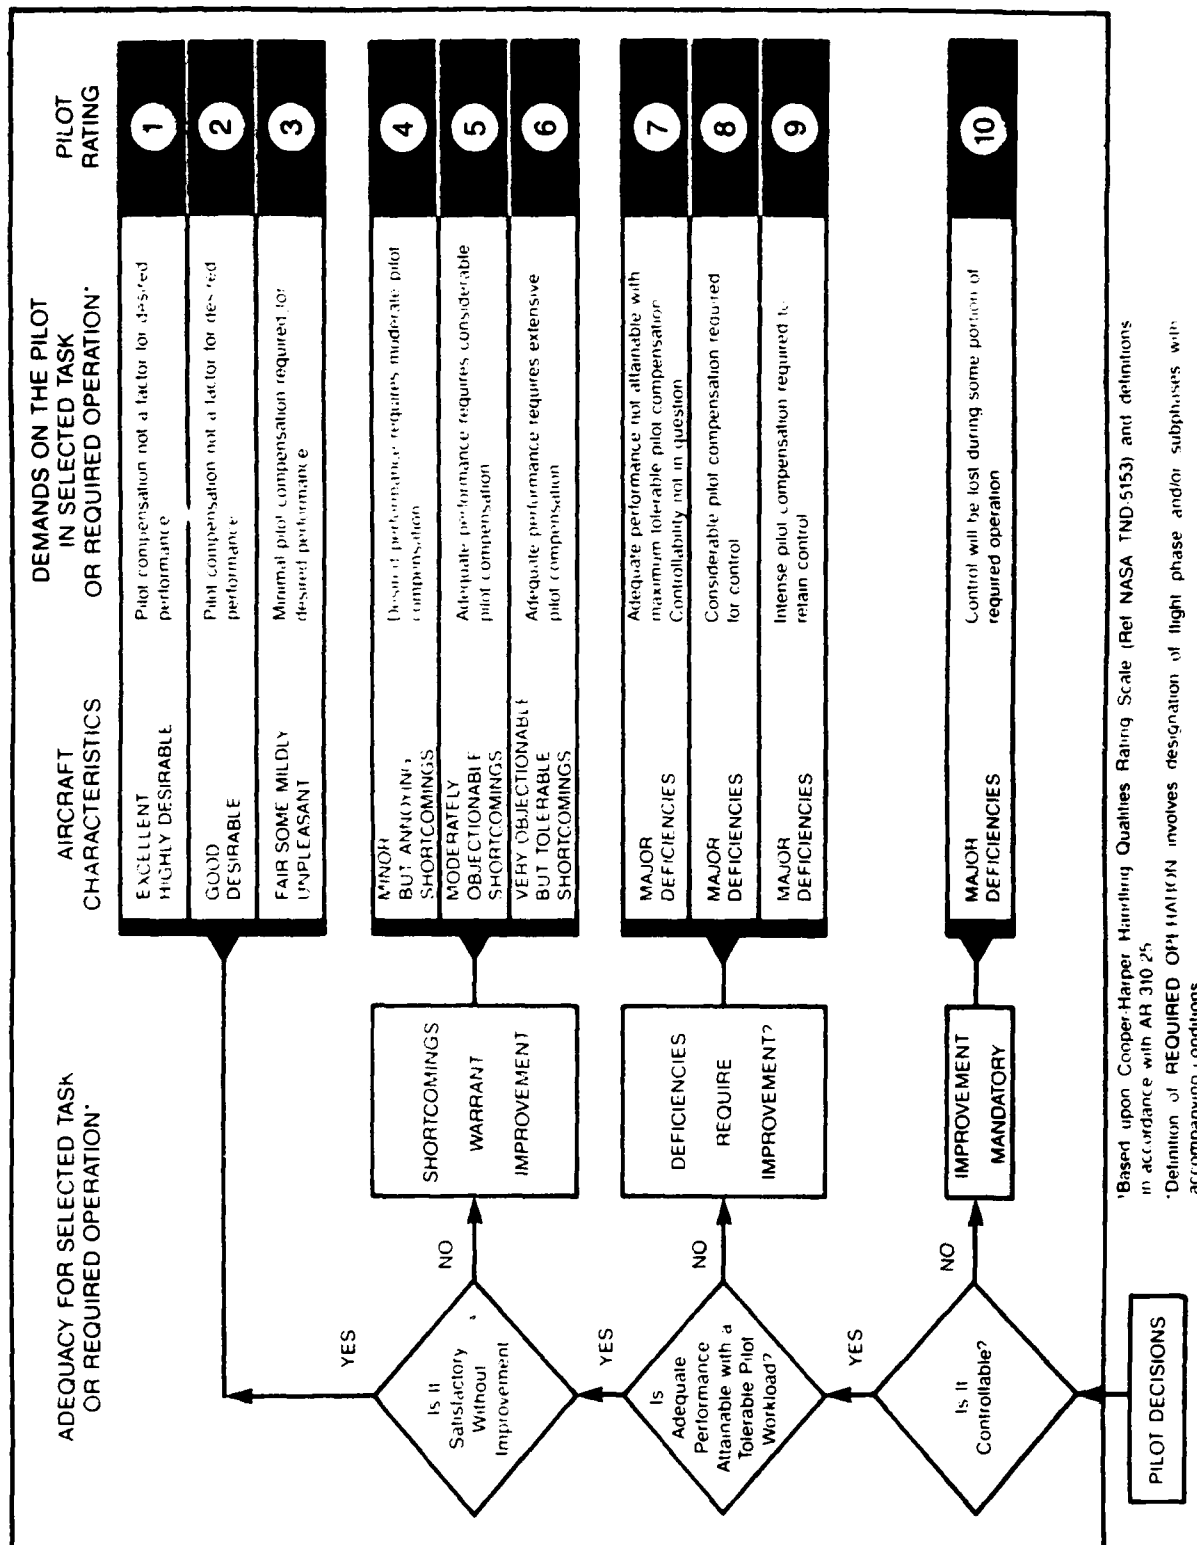 ADEQUACY FOR SELECTED TASK
OR REQUIRED OPERATION*
AIRCRAFT
CHARACTERISTICS
DEMANDS ON THE PILOT
IN SELECTED TASK
OR REQUIRED OPERATION*
PILOT
RATING
EXCELLENT
HIGHLY DESIRABLE
Pilot compensation not a factor for desired
performance
1
GOOD
DESIRABLE
Pilot compensation not a factor for desired
performance
2
FAIR SOME MILDLY
UNPLEASANT
Minimal pilot compensation required for
desired performance
3
YES
Is It
Satisfactory
Without
Improvement
NO
SHORTCOMINGS
WARRANT
IMPROVEMENT
MINOR
BUT ANNOYING
SHORTCOMINGS
Desired performance requires moderate pilot
compensation
4
MODERATELY
OBJECTIONABLE
SHORTCOMINGS
Adequate performance requires considerable
pilot compensation
5
VERY OBJECTIONABLE
BUT TOLERABLE
SHORTCOMINGS
Adequate performance requires extensive
pilot compensation
6
YES
Is
Adequate
Performance
Attainable with a
Tolerable Pilot
Workload?
NO
DEFICIENCIES
REQUIRE
IMPROVEMENT?
MAJOR
DEFICIENCIES
Adequate performance not attainable with
maximum tolerable pilot compensation
Controllability not in question
7
MAJOR
DEFICIENCIES
Considerable pilot compensation required
for control
8
MAJOR
DEFICIENCIES
Intense pilot compensation required to
retain control
9
YES
Is It
Controllable?
NO
IMPROVEMENT
MANDATORY
MAJOR
DEFICIENCIES
Control will be lost during some portion of
required operation
10
PILOT DECISIONS
'Based upon Cooper-Harper Handling Qualities Rating Scale (Ref NASA TND-5153) and definitions
in accordance with AR 310 25
*Definition of REQUIRED OPERATION involves designation of flight phase and/or subphases with
accompanying conditions